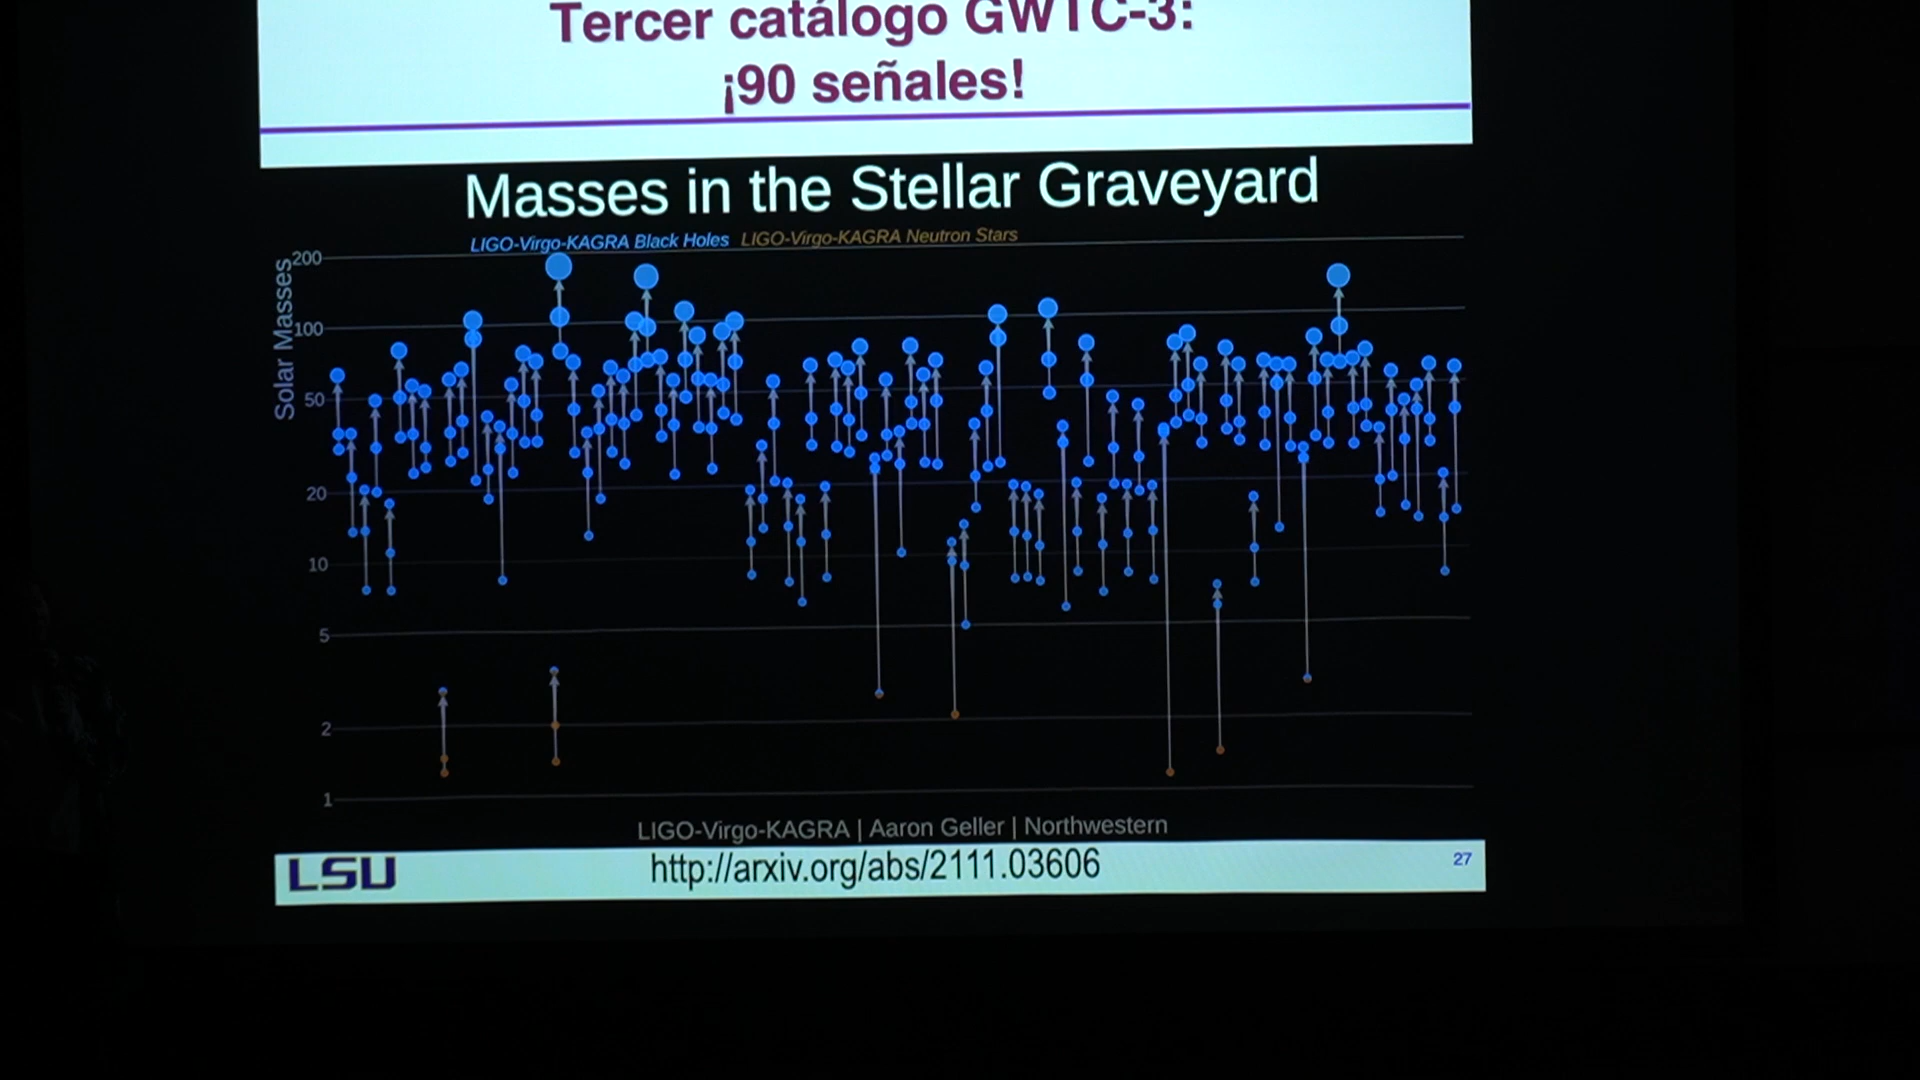 Tercer catálogo GWTC-3:
¡90 señales!
Masses in the Stellar Graveyard
LIGO-Virgo-KAGRA Black Holes LIGO-Virgo-KAGRA Neutron Stars
Solar Masses
200
100
50
20
10
5
2
1
LIGO-Virgo-KAGRA | Aaron Geller | Northwestern
LSU
http://arxiv.org/abs/2111.03606
27